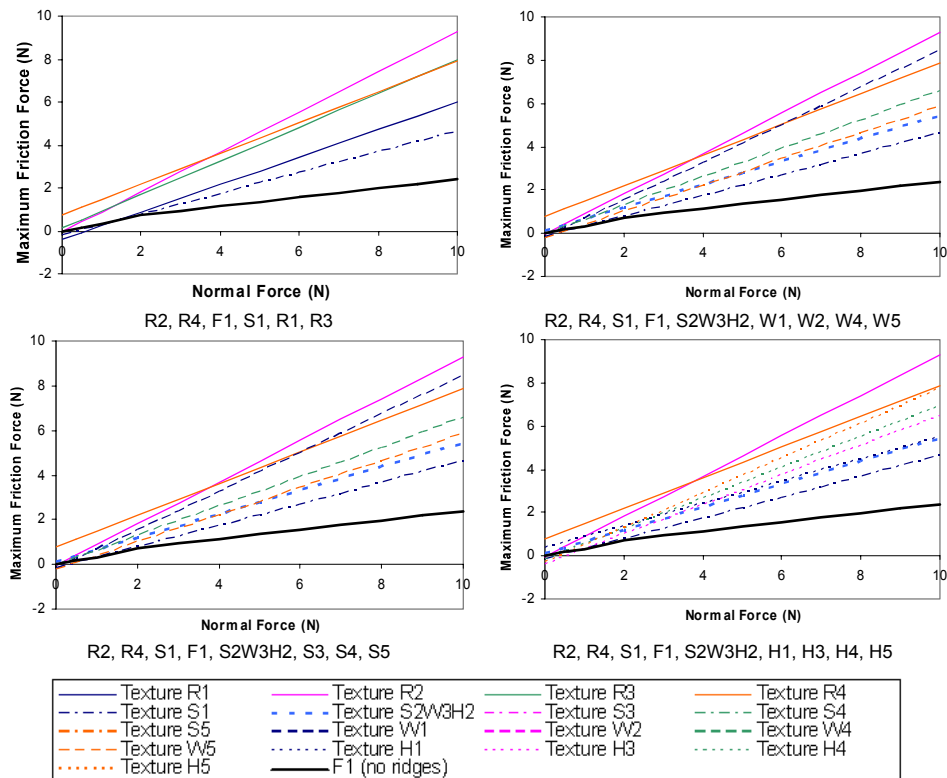 10
8
6
4
2
0
-2
0 2 4 6 8 10
Maximum Friction Force (N)
Normal Force (N)
R2, R4, F1, S1, R1, R3
10
8
6
4
2
0
-2
0 2 4 6 8 10
Maximum Friction Force (N)
Normal Force (N)
R2, R4, S1, F1, S2W3H2, W1, W2, W4, W5
10
8
6
4
2
0
-2
0 2 4 6 8 10
Maximum Friction Force (N)
Normal Force (N)
R2, R4, S1, F1, S2W3H2, S3, S4, S5
10
8
6
4
2
0
-2
0 2 4 6 8 10
Maximum Friction Force (N)
Normal Force (N)
R2, R4, S1, F1, S2W3H2, H1, H3, H4, H5
Texture R1 Texture R2 Texture R3 Texture R4
Texture S1 Texture S2W3H2 Texture S3 Texture S4
Texture S5 Texture W1 Texture W2 Texture W4
Texture W5 Texture H1 Texture H3 Texture H4
Texture H5 F1 (no ridges)